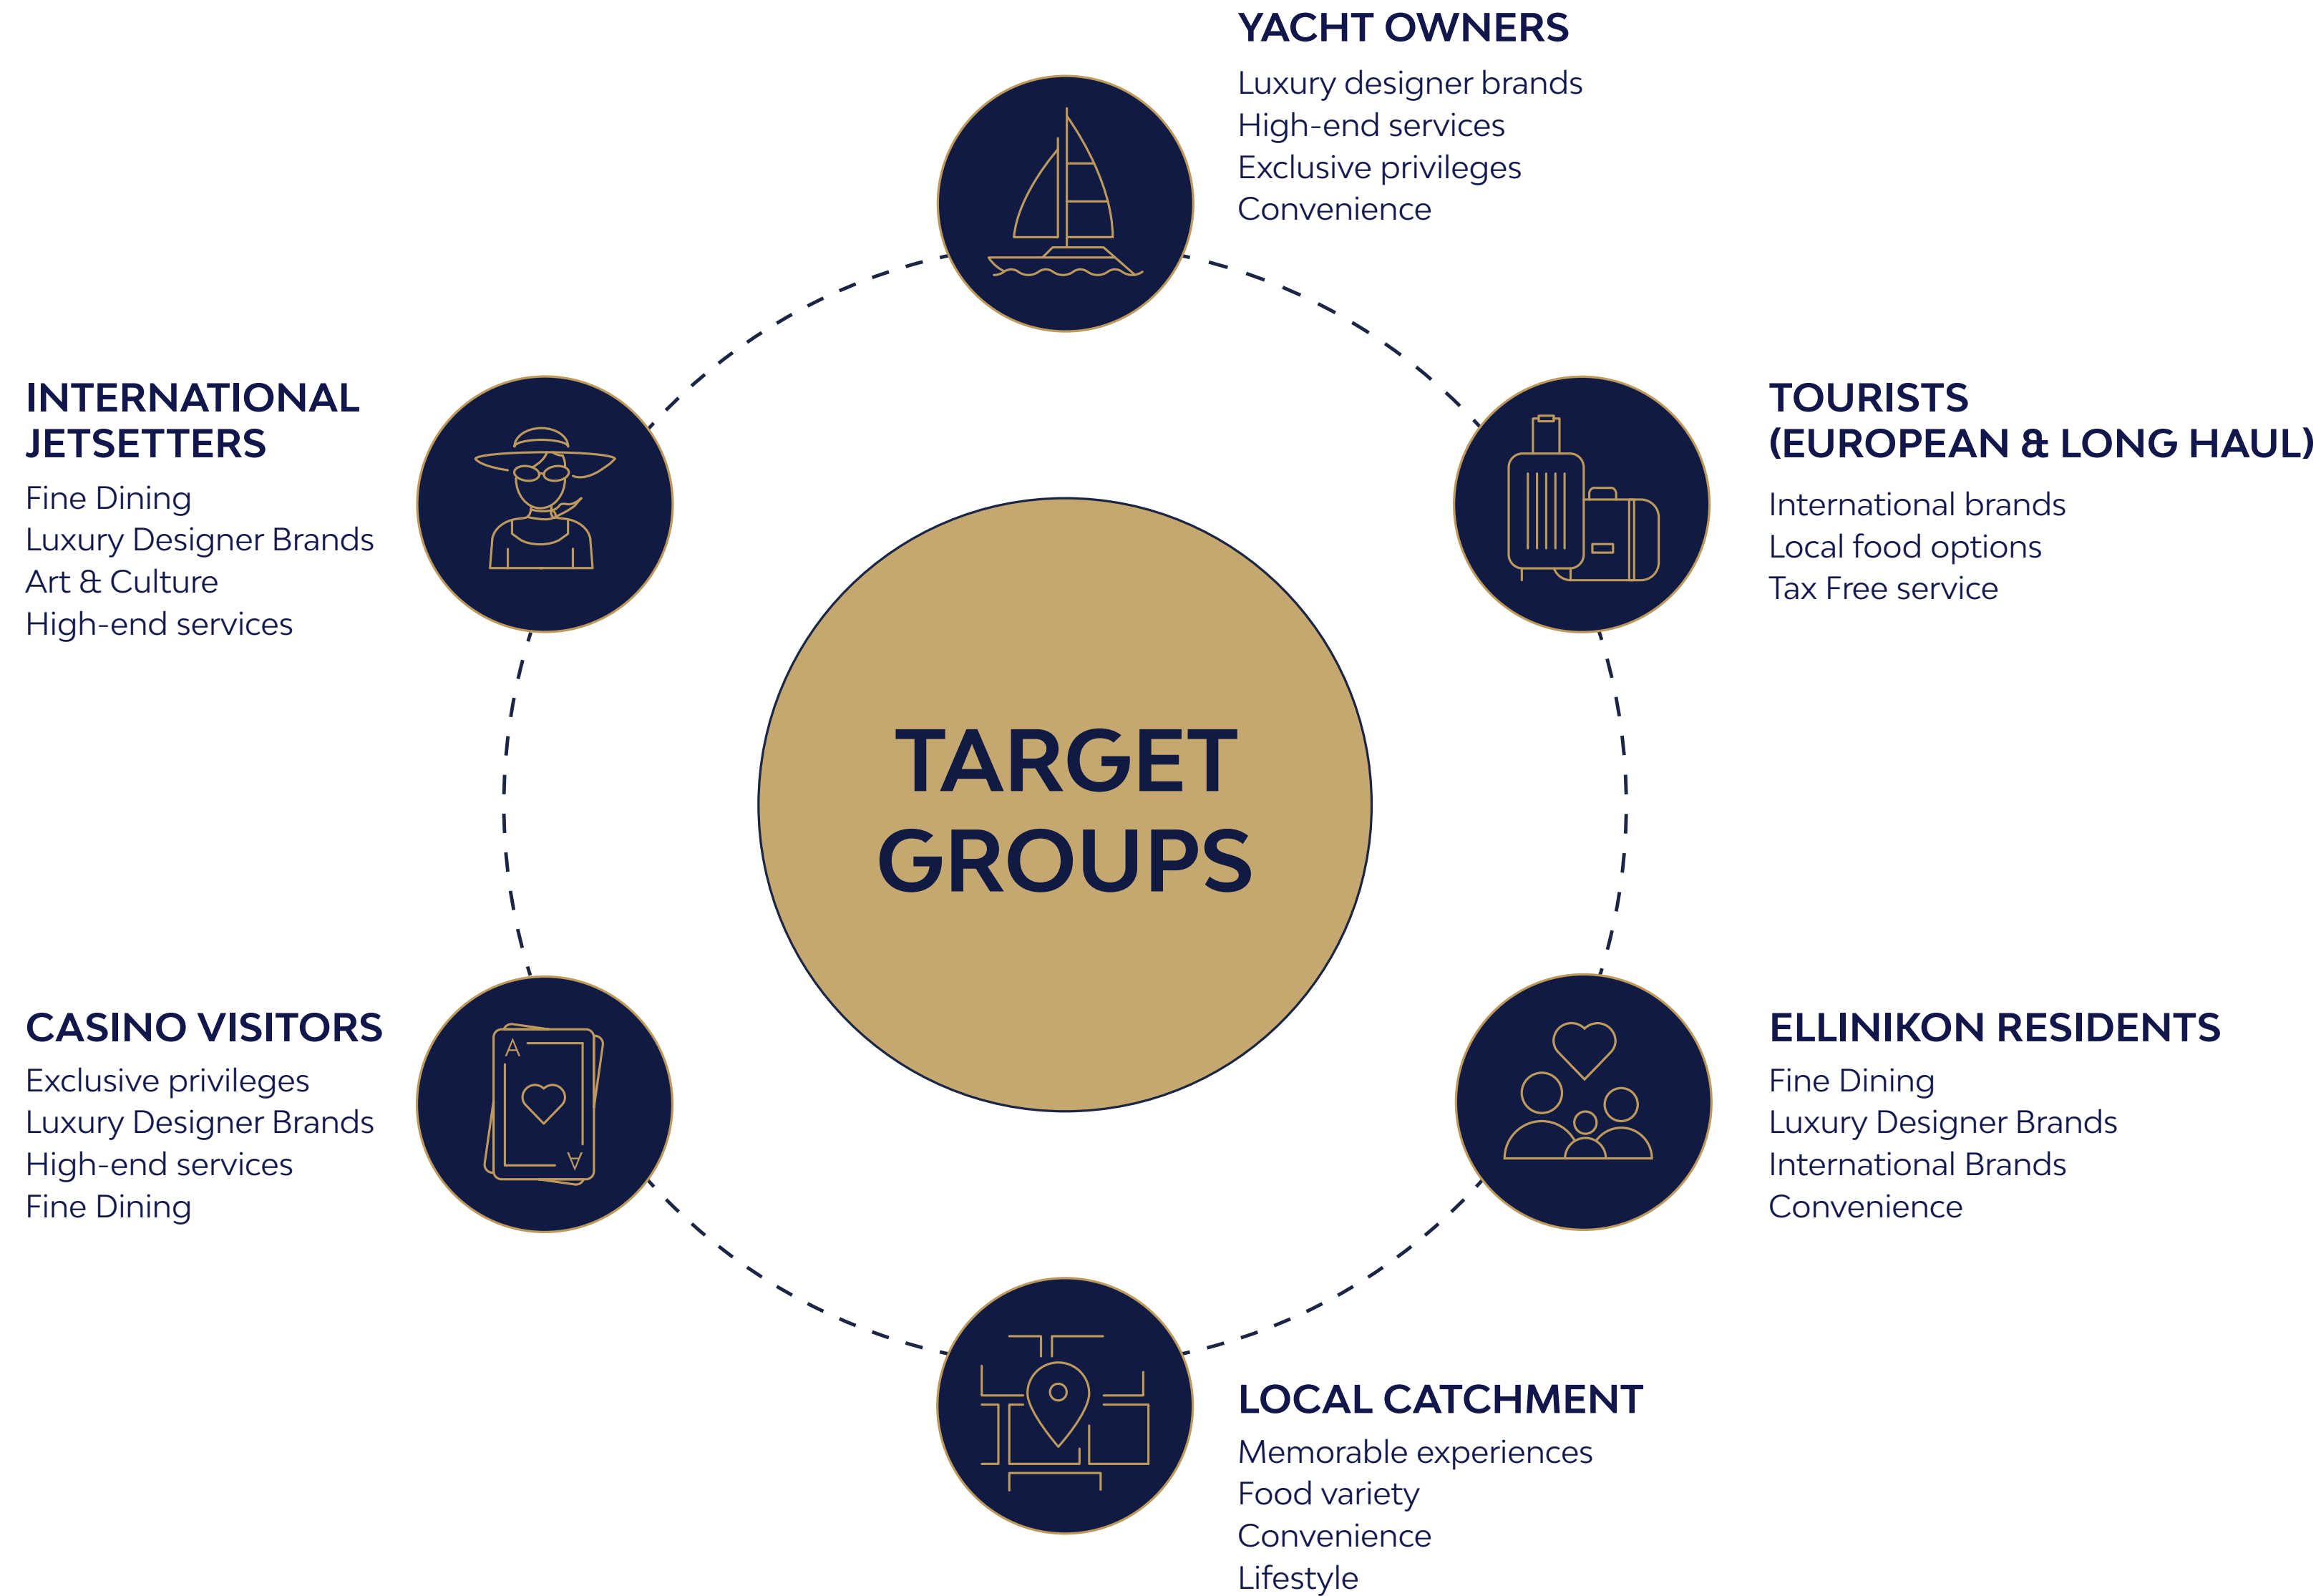 YACHT OWNERS
Luxury designer brands
High-end services
Exclusive privileges
Convenience
INTERNATIONAL
JETSETTERS
Fine Dining
Luxury Designer Brands
Art & Culture
High-end services
TOURISTS
(EUROPEAN & LONG HAUL)
International brands
Local food options
Tax Free service
TARGET
GROUPS
CASINO VISITORS
Exclusive privileges
Luxury Designer Brands
High-end services
Fine Dining
A
A
ELLINIKON RESIDENTS
Fine Dining
Luxury Designer Brands
International Brands
Convenience
LOCAL CATCHMENT
Memorable experiences
Food variety
Convenience
Lifestyle